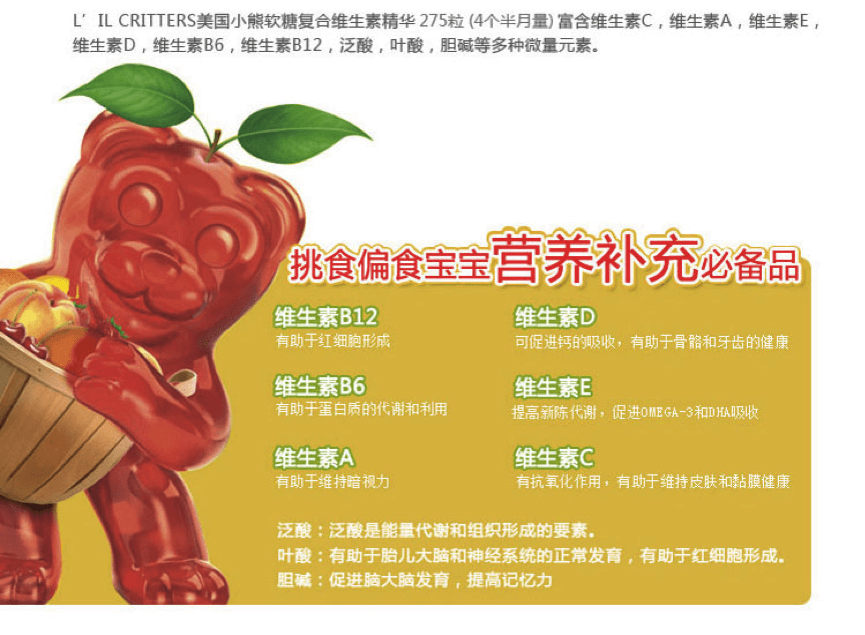 L’IL CRITTERS美国小熊软糖复合维生素精华 275粒 (4个半月量) 富含维生素C，维生素A，维生素E，
维生素D，维生素B6，维生素B12，泛酸，叶酸，胆碱等多种微量元素。
挑食偏食宝宝营养补充必备品
维生素B12
有助于红细胞形成
维生素D
可促进钙的吸收，有助于骨骼和牙齿的健康
维生素B6
有助于蛋白质的代谢和利用
维生素E
提高新陈代谢，促进OMEGA-3和DHA吸收
维生素A
有助于维持暗视力
维生素C
有抗氧化作用，有助于维持皮肤和黏膜健康
泛酸：泛酸是能量代谢和组织形成的要素。
叶酸：有助于胎儿大脑和神经系统的正常发育，有助于红细胞形成。
胆碱：促进脑大脑发育，提高记忆力